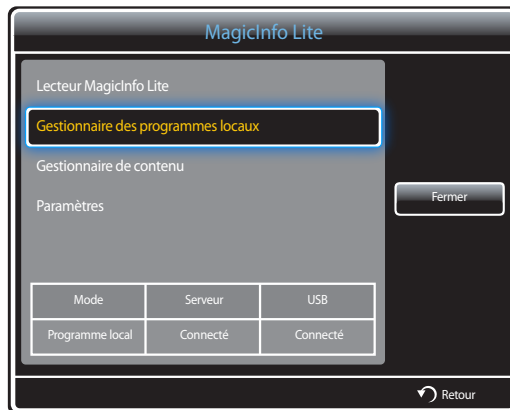 MagicInfo Lite
Lecteur MagicInfo Lite
Gestionnaire des programmes locaux
Gestionnaire de contenu
Paramètres
Fermer
Mode Serveur USB
Programme local Connecté Connecté
Retour